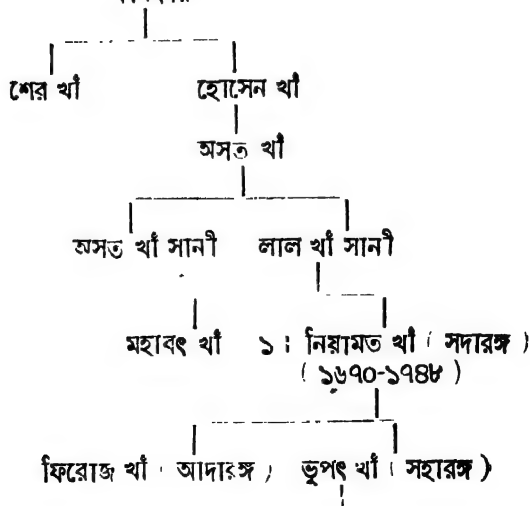 শের খাঁ হোসেন খাঁ
অসত খাঁ
অসত খাঁ সানী লাল খাঁ সানী
মহাবৎ খাঁ ১। নিয়ামত খাঁ ( সদারঙ্গ )
( ১৬৭০-১৭৪৮ )
ফিরোজ খাঁ ( আদারঙ্গ ) ভূপৎ খাঁ ( সহারঙ্গ )